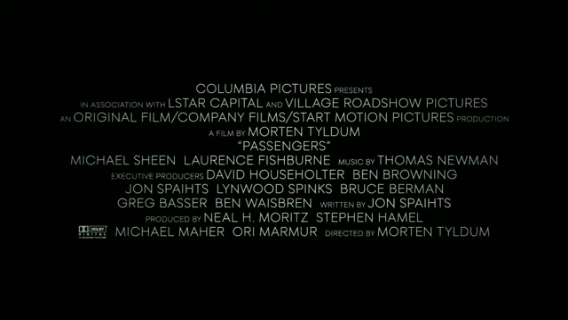 COLUMBIA PICTURES PRESENTS
IN ASSOCIATION WITH LSTAR CAPITAL AND VILLAGE ROADSHOW PICTURES
AN ORIGINAL FILM/COMPANY FILMS/START MOTION PICTURES PRODUCTION
A FILM BY MORTEN TYLDUM
"PASSENGERS"
MICHAEL SHEEN LAURENCE FISHBURNE MUSIC BY THOMAS NEWMAN
EXECUTIVE PRODUCERS DAVID HOUSEHOLTER BEN BROWNING
JON SPAIHTS LYNWOOD SPINKS BRUCE BERMAN
GREG BASSER BEN WAISBREN WRITTEN BY JON SPAIHTS
PRODUCED BY NEAL H. MORITZ STEPHEN HAMEL
DOLBY DIGITAL MICHAEL MAHER ORI MARMUR DIRECTED BY MORTEN TYLDUM